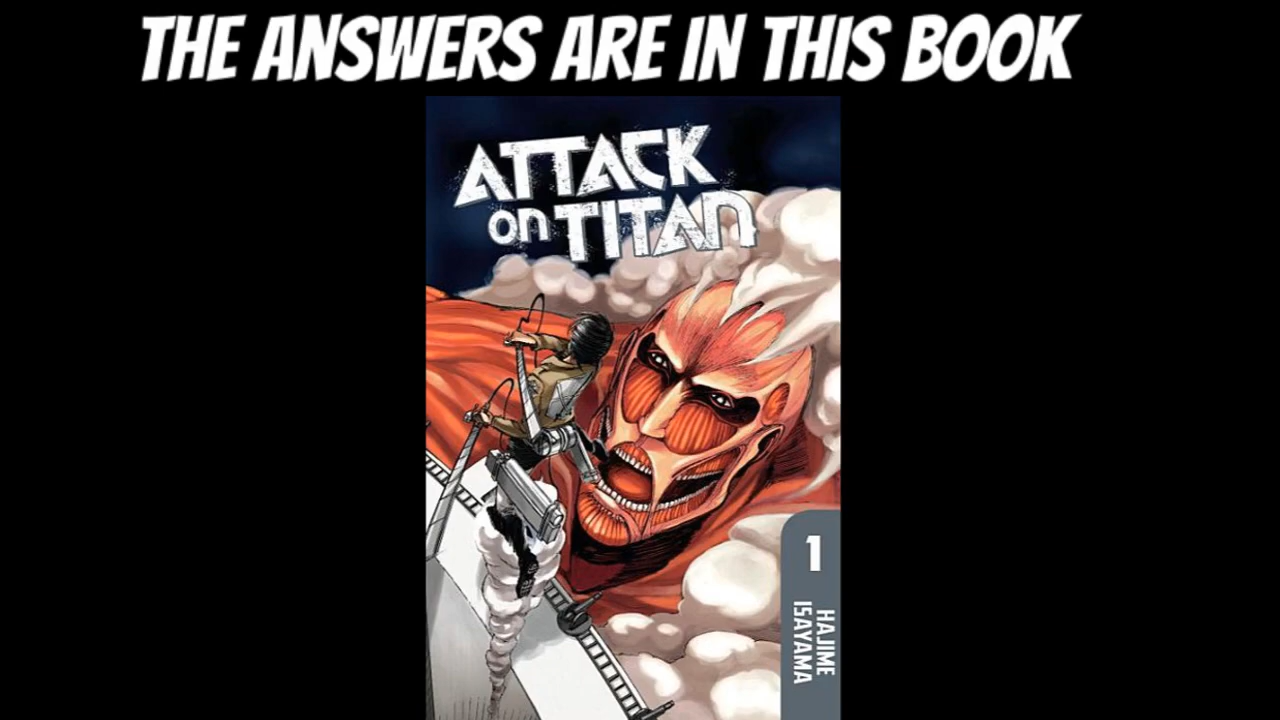 THE ANSWERS ARE IN THIS BOOK
ATTACK
on TITAN
1
HAJIME
ISAYAMA